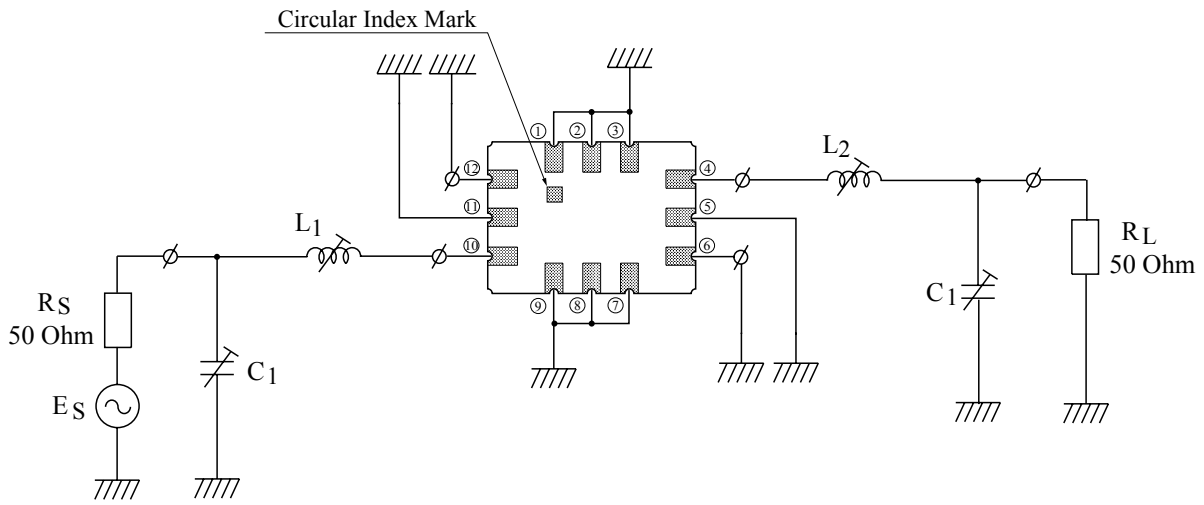 Circular Index Mark
①
②
③
⑫
④
L2
⑪
⑤
L1
⑩
⑥
RL
50 Ohm
RS
50 Ohm
⑨
⑧
⑦
C1
C1
ES